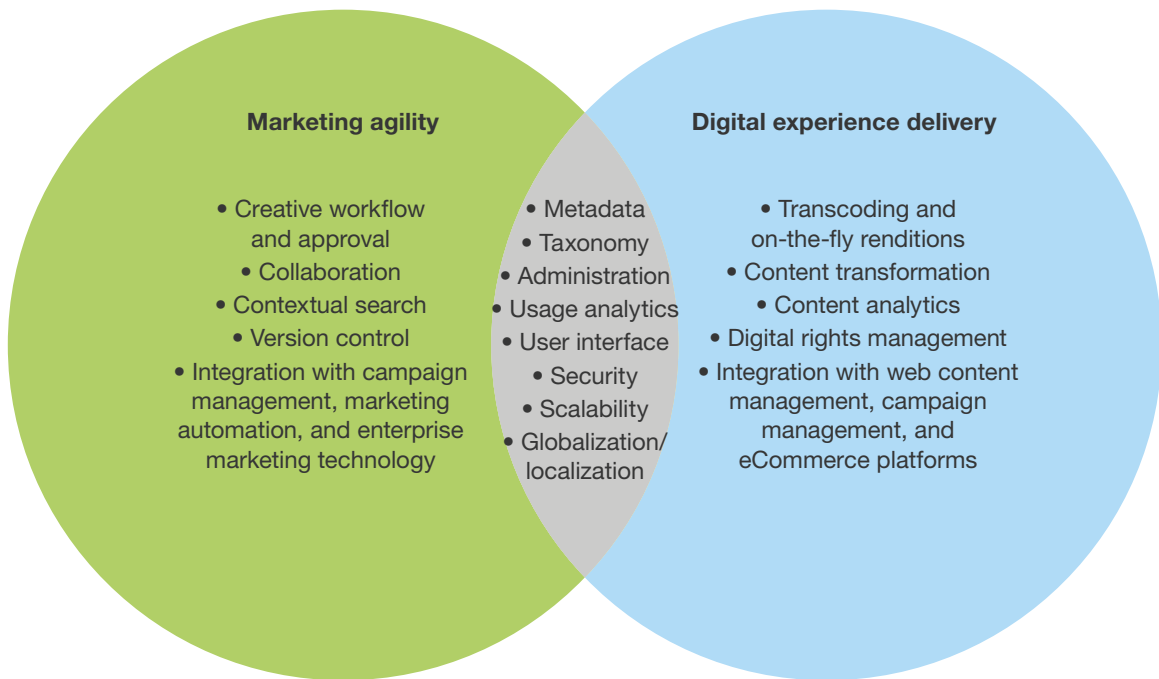 Marketing agility
• Creative workflow
and approval
• Collaboration
• Contextual search
• Version control
• Integration with campaign
management, marketing
automation, and enterprise
marketing technology
• Metadata
• Taxonomy
• Administration
• Usage analytics
• User interface
• Security
• Scalability
• Globalization/
localization
Digital experience delivery
• Transcoding and
on-the-fly renditions
• Content transformation
• Content analytics
• Digital rights management
• Integration with web content
management, campaign
management, and
eCommerce platforms